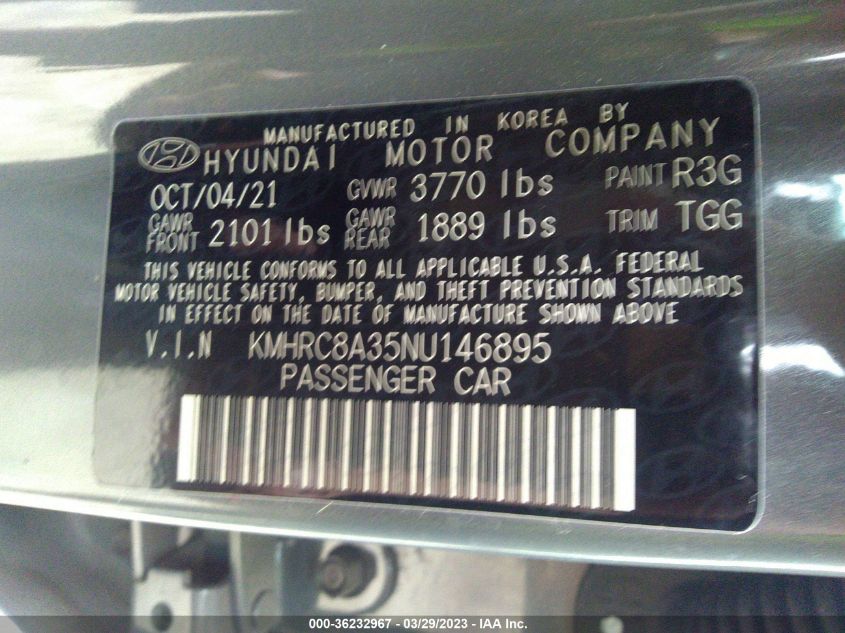 MANUFACTURED IN KOREA BY
HYUNDAI MOTOR COMPANY
OCT/04/21 GVWR 3770 lbs PAINT R3G
GAWR FRONT 2101 lbs GAWR REAR 1889 lbs TRIM TGG
THIS VEHICLE CONFORMS TO ALL APPLICABLE U.S.A. FEDERAL
MOTOR VEHICLE SAFETY, BUMPER, AND THEFT PREVENTION STANDARDS
IN EFFECT ON THE DATE OF MANUFACTURE SHOWN ABOVE.
V.I.N KMHRC8A35NU146895
PASSENGER CAR
000-36232967 - 03/29/2023 - IAA Inc.